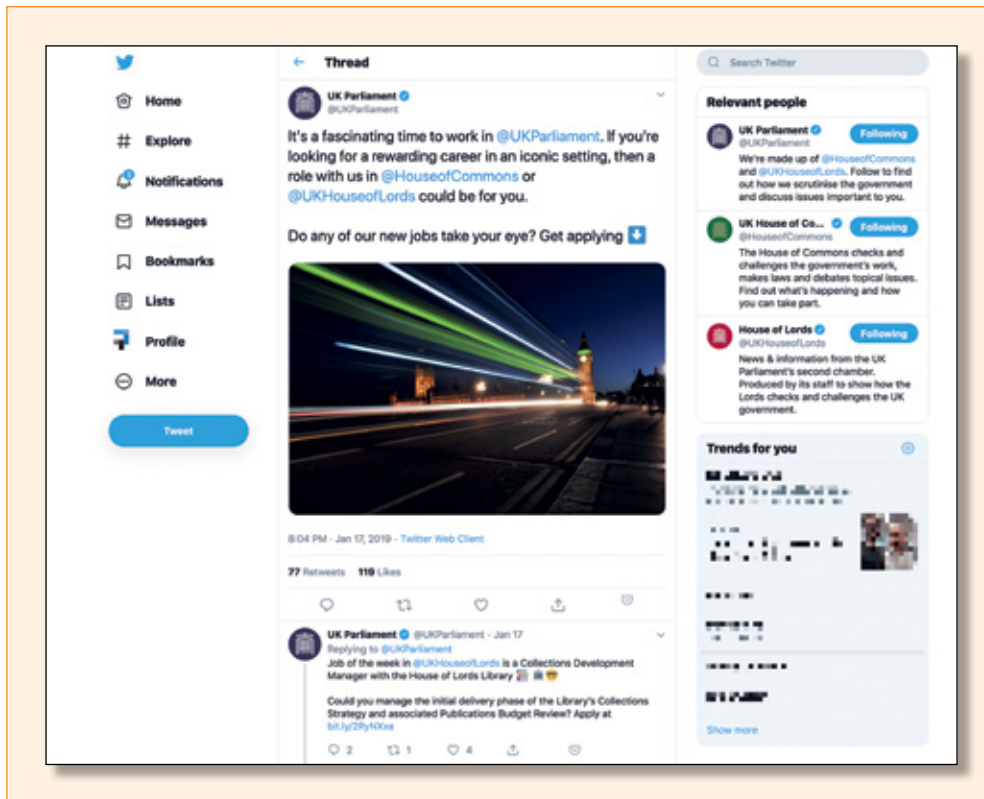 Home
Explore
Notifications
Messages
Bookmarks
Lists
Profile
More
Tweet
Thread
UK Parliament
@UKParliament
It's a fascinating time to work in @UKParliament. If you're
looking for a rewarding career in an iconic setting, then a
role with us in @HouseofCommons or
@UKHouseofLords could be for you.
Do any of our new jobs take your eye? Get applying
8:04 PM - Jan 17, 2019 - Twitter Web Client
77 Retweets 119 Likes
UK Parliament @UKParliament - Jan 17
Replying to @UKParliament
Job of the week in @UKHouseofLords is a Collections Development
Manager with the House of Lords Library
Could you manage the initial delivery phase of the Library's Collections
Strategy and associated Publications Budget Review? Apply at
bit.ly/2RyNXxe
2 1 4
Search Twitter
Relevant people
UK Parliament Following
@UKParliament
We're made up of @HouseofCommons
and @UKHouseofLords. Follow to find
out how we scrutinise the government
and discuss issues important to you.
UK House of Co... Following
@HouseofCommons
The House of Commons checks and
challenges the government's work,
makes laws and debates topical issues.
Find out what's happening and how
you can take part.
House of Lords Following
@UKHouseofLords
News & information from the UK
Parliament's second chamber.
Produced by its staff to show how the
Lords checks and challenges the UK
government.
Trends for you
Show more